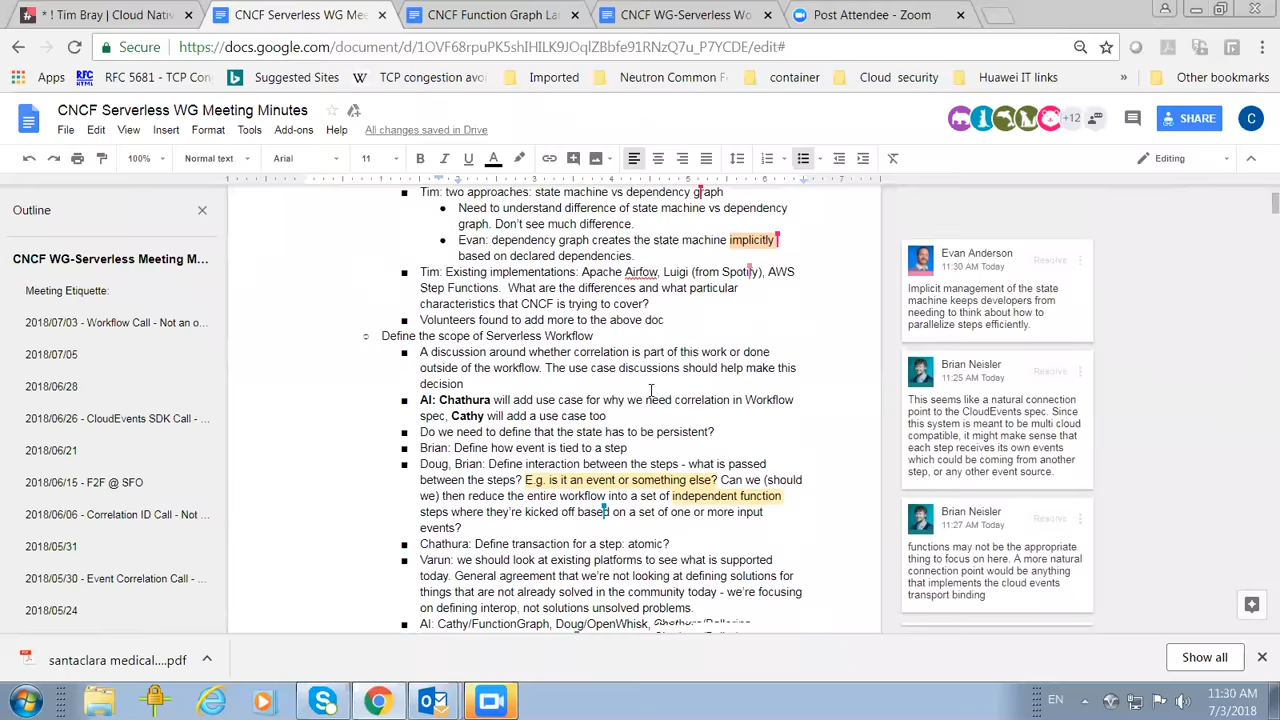 * ! Tim Bray | Cloud Nativ
CNCF Serverless WG Me
CNCF Function Graph La
CNCF WG-Serverless Wo
Post Attendee - Zoom
Secure
https://docs.google.com/document/d/1OVF68rpuPK5shIHILK9JOqlZBbfe91RNzQ7u_P7YCDE/edit#
Apps
RFC 5681 - TCP Con
Suggested Sites
TCP congestion avoi
Imported
Neutron Common
container
Cloud security
Huawei IT links
»
Other bookmarks
CNCF Serverless WG Meeting Minutes
File Edit View Insert Format Tools Add-ons Help All changes saved in Drive
+12
SHARE
C
100% Normal text Arial 11 B I U A Editing
1 1 2 3 4 5 6 7
Outline
CNCF WG-Serverless Meeting M...
Meeting Etiquette:
2018/07/03 - Workflow Call - Not an o...
2018/07/05
2018/06/28
2018/06/26 - CloudEvents SDK Call - ...
2018/06/21
2018/06/15 - F2F @ SFO
2018/06/06 - Correlation ID Call - Not ...
2018/05/31
2018/05/30 - Event Correlation Call - ...
2018/05/24
Tim: two approaches: state machine vs dependency graph
Need to understand difference of state machine vs dependency
graph. Don't see much difference.
Evan: dependency graph creates the state machine implicitly
based on declared dependencies.
Tim: Existing implementations: Apache Airfow, Luigi (from Spotify), AWS
Step Functions. What are the differences and what particular
characteristics that CNCF is trying to cover?
Volunteers found to add more to the above doc
Define the scope of Serverless Workflow
A discussion around whether correlation is part of this work or done
outside of the workflow. The use case discussions should help make this
decision
AI: Chathura will add use case for why we need correlation in Workflow
spec, Cathy will add a use case too
Do we need to define that the state has to be persistent?
Brian: Define how event is tied to a step
Doug, Brian: Define interaction between the steps - what is passed
between the steps? E.g. is it an event or something else? Can we (should
we) then reduce the entire workflow into a set of independent function
steps where they're kicked off based on a set of one or more input
events?
Chathura: Define transaction for a step: atomic?
Varun: we should look at existing platforms to see what is supported
today. General agreement that we're not looking at defining solutions for
things that are not already solved in the community today - we're focusing
on defining interop, not solutions unsolved problems.
AI: Cathy/FunctionGraph, Doug/OpenWhisk,
Evan Anderson
11:30 AM Today
Resolve
Implicit management of the state
machine keeps developers from
needing to think about how to
parallelize steps efficiently.
Brian Neisler
11:25 AM Today
Resolve
This seems like a natural connection
point to the CloudEvents spec. Since
this system is meant to be multi cloud
compatible, it might make sense that
each step receives its own events
which could be coming from another
step, or any other event source.
Brian Neisler
11:27 AM Today
Resolve
functions may not be the appropriate
thing to focus on here. A more natural
connection point would be anything
that implements the cloud events
transport binding
santaclara medical....pdf
Show all
EN
11:30 AM
7/3/2018